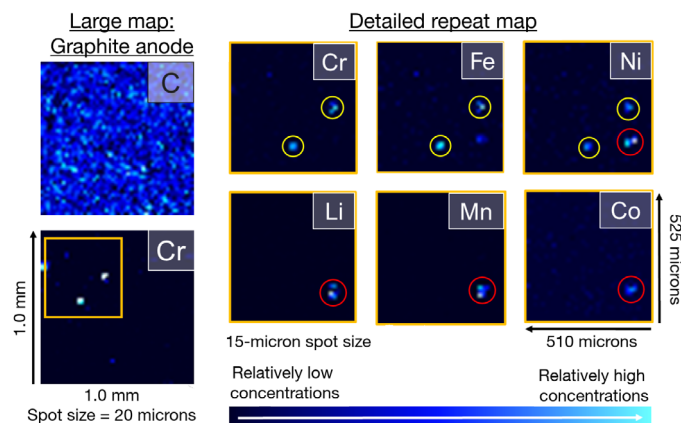 Large map:
Graphite anode
C
Cr
1.0 mm
1.0 mm
Spot size = 20 microns
Detailed repeat map
Cr
Fe
Ni
Li
Mn
Co
525 microns
15-micron spot size
510 microns
Relatively low
concentrations
Relatively high
concentrations